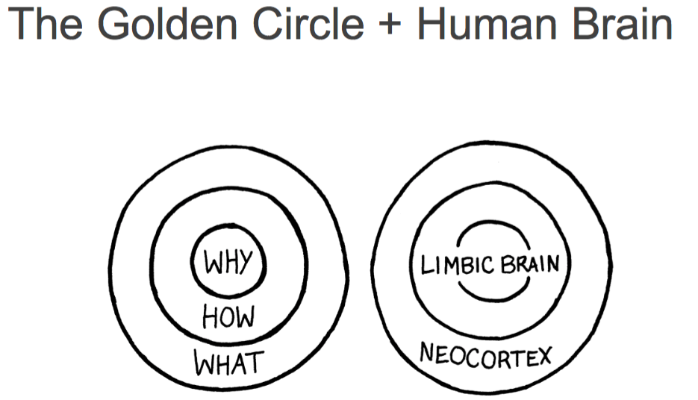 The Golden Circle + Human Brain
WHY
HOW
WHAT
LIMBIC BRAIN
NEOCORTEX